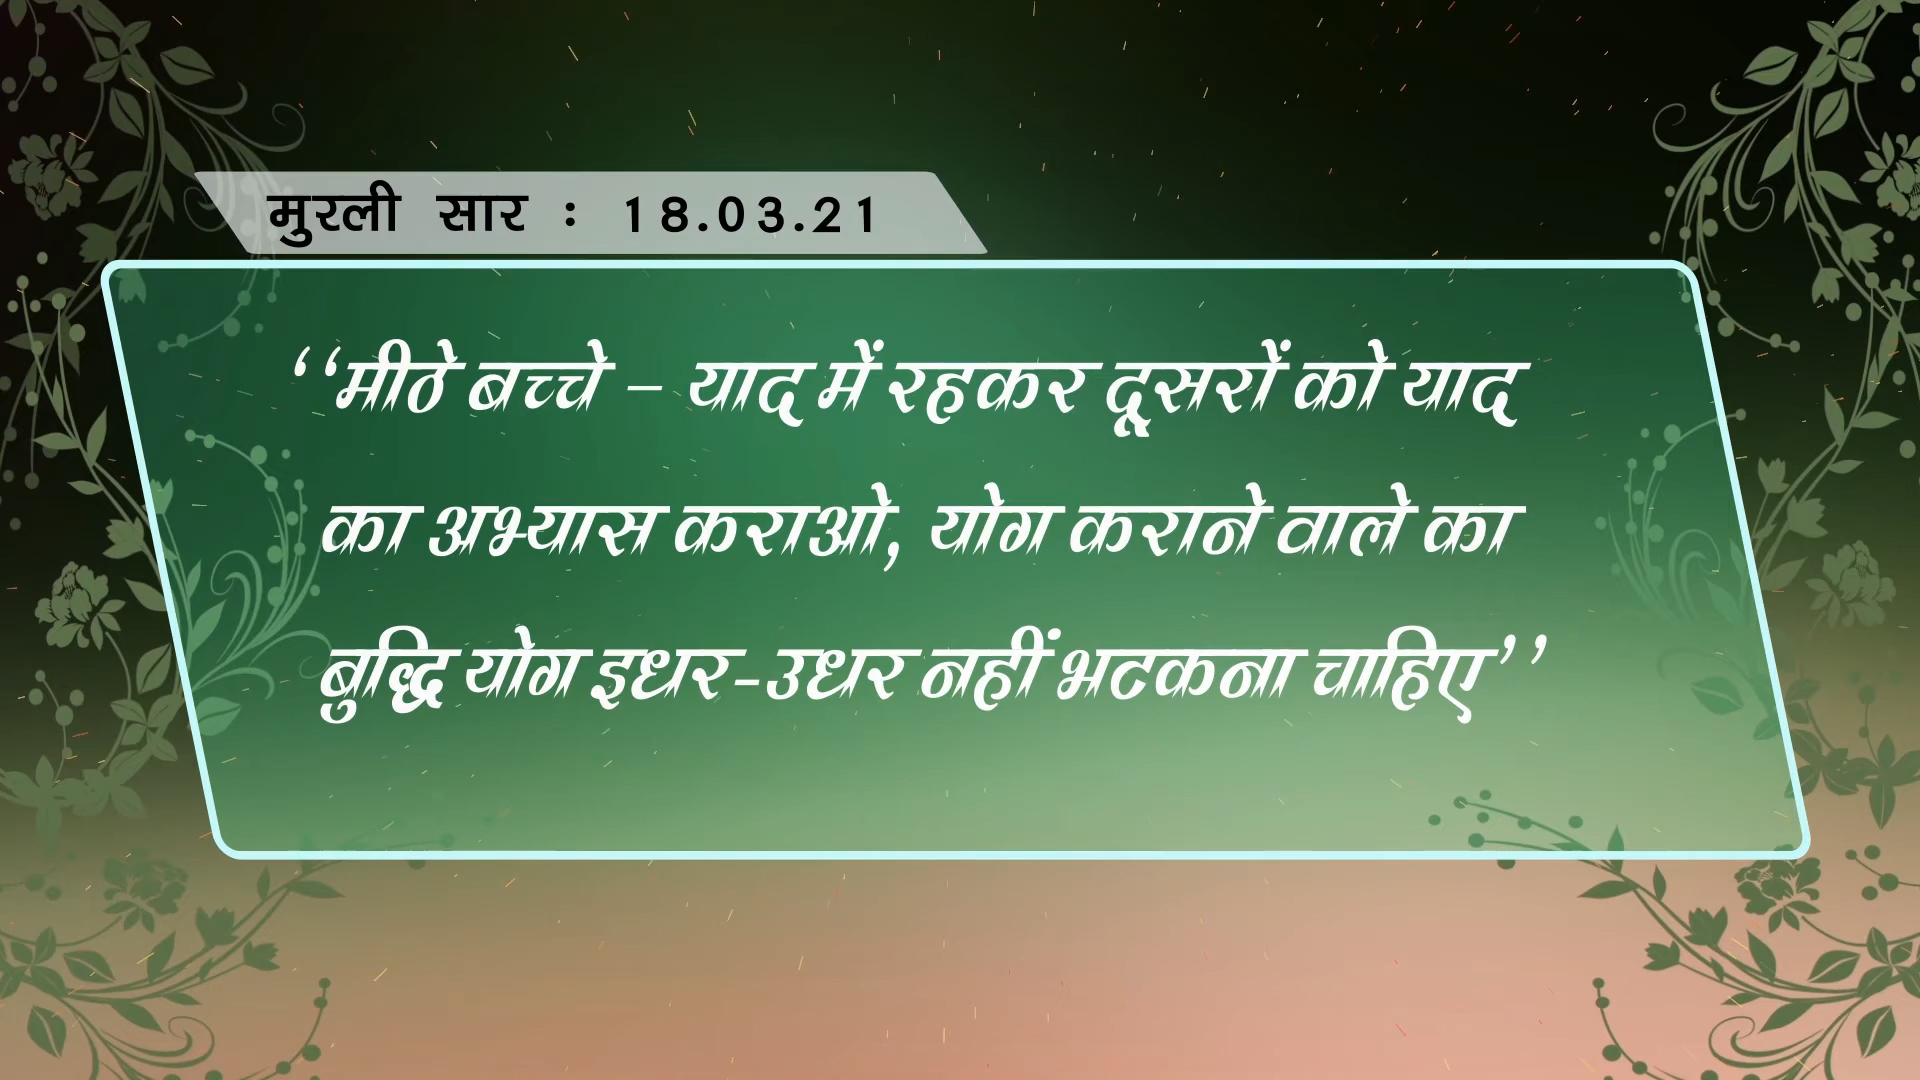 मुरली सार : 18.03.21
‘‘मीठे बच्चे – याद में रहकर दूसरों को याद
का अभ्यास कराओ, योग कराने वाले का
बुद्धि योग इधर-उधर नहीं भटकना चाहिए’’